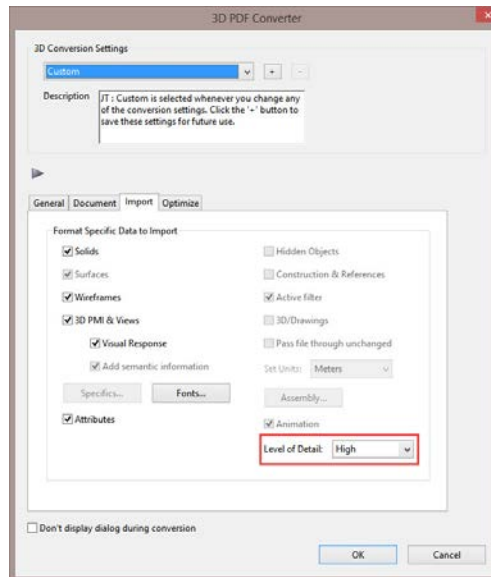 3D PDF Converter
3D Conversion Settings
Custom
+
-
Description
JT : Custom is selected whenever you change any
of the conversion settings. Click the '+' button to
save these settings for future use.
General Document Import Optimize
Format Specific Data to Import
Solids
Hidden Objects
Surfaces
Construction & References
Wireframes
Active filter
3D PMI & Views
3D/Drawings
Visual Response
Pass file through unchanged
Add semantic information
Set Units: Meters
Specifics... Fonts...
Assembly...
Attributes
Animation
Level of Detail: High
Don't display dialog during conversion
OK Cancel